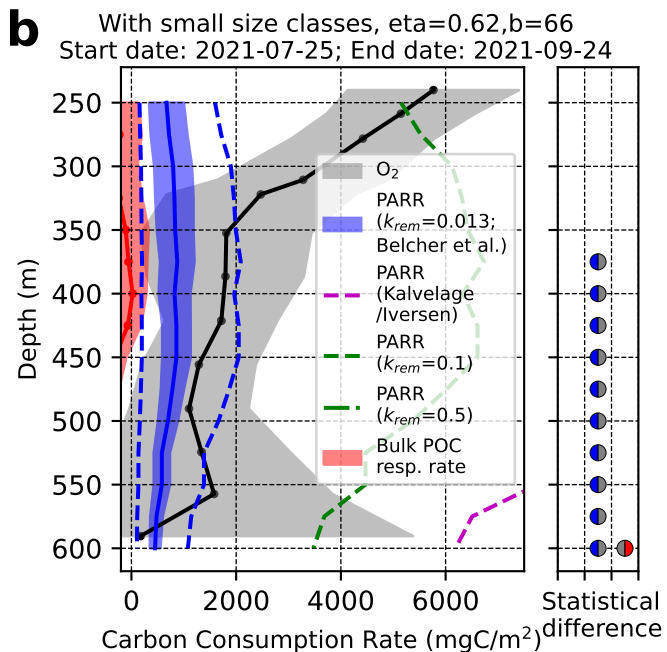 b
With small size classes, eta=0.62,b=66
Start date: 2021-07-25; End date: 2021-09-24
250
300
350
400
450
500
550
600
Depth (m)
O₂
PARR
(kᵣₑₘ=0.013;
Belcher et al.)
PARR
(Kalvelage
/Iversen)
PARR
(kᵣₑₘ=0.1)
PARR
(kᵣₑₘ=0.5)
Bulk POC
resp. rate
0 2000 4000 6000
Carbon Consumption Rate (mgC/m²)
Statistical
difference